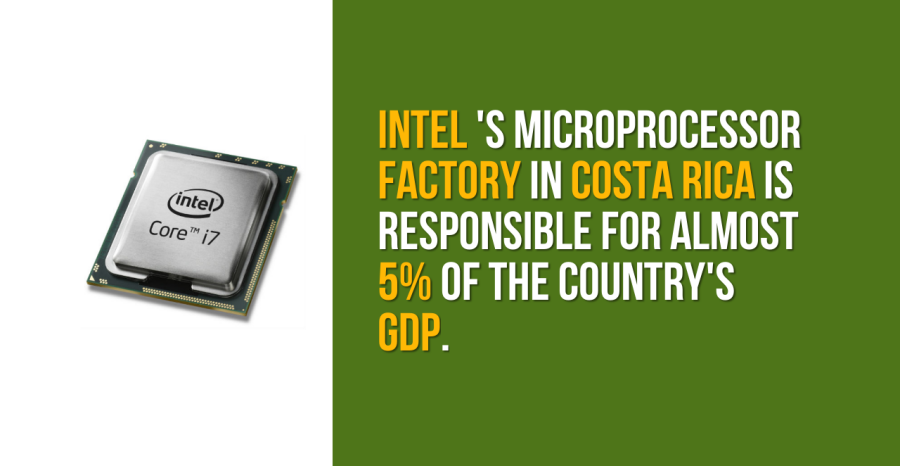 intel
Core™ i7
INTEL 'S MICROPROCESSOR
FACTORY IN COSTA RICA IS
RESPONSIBLE FOR ALMOST
5% OF THE COUNTRY'S
GDP.